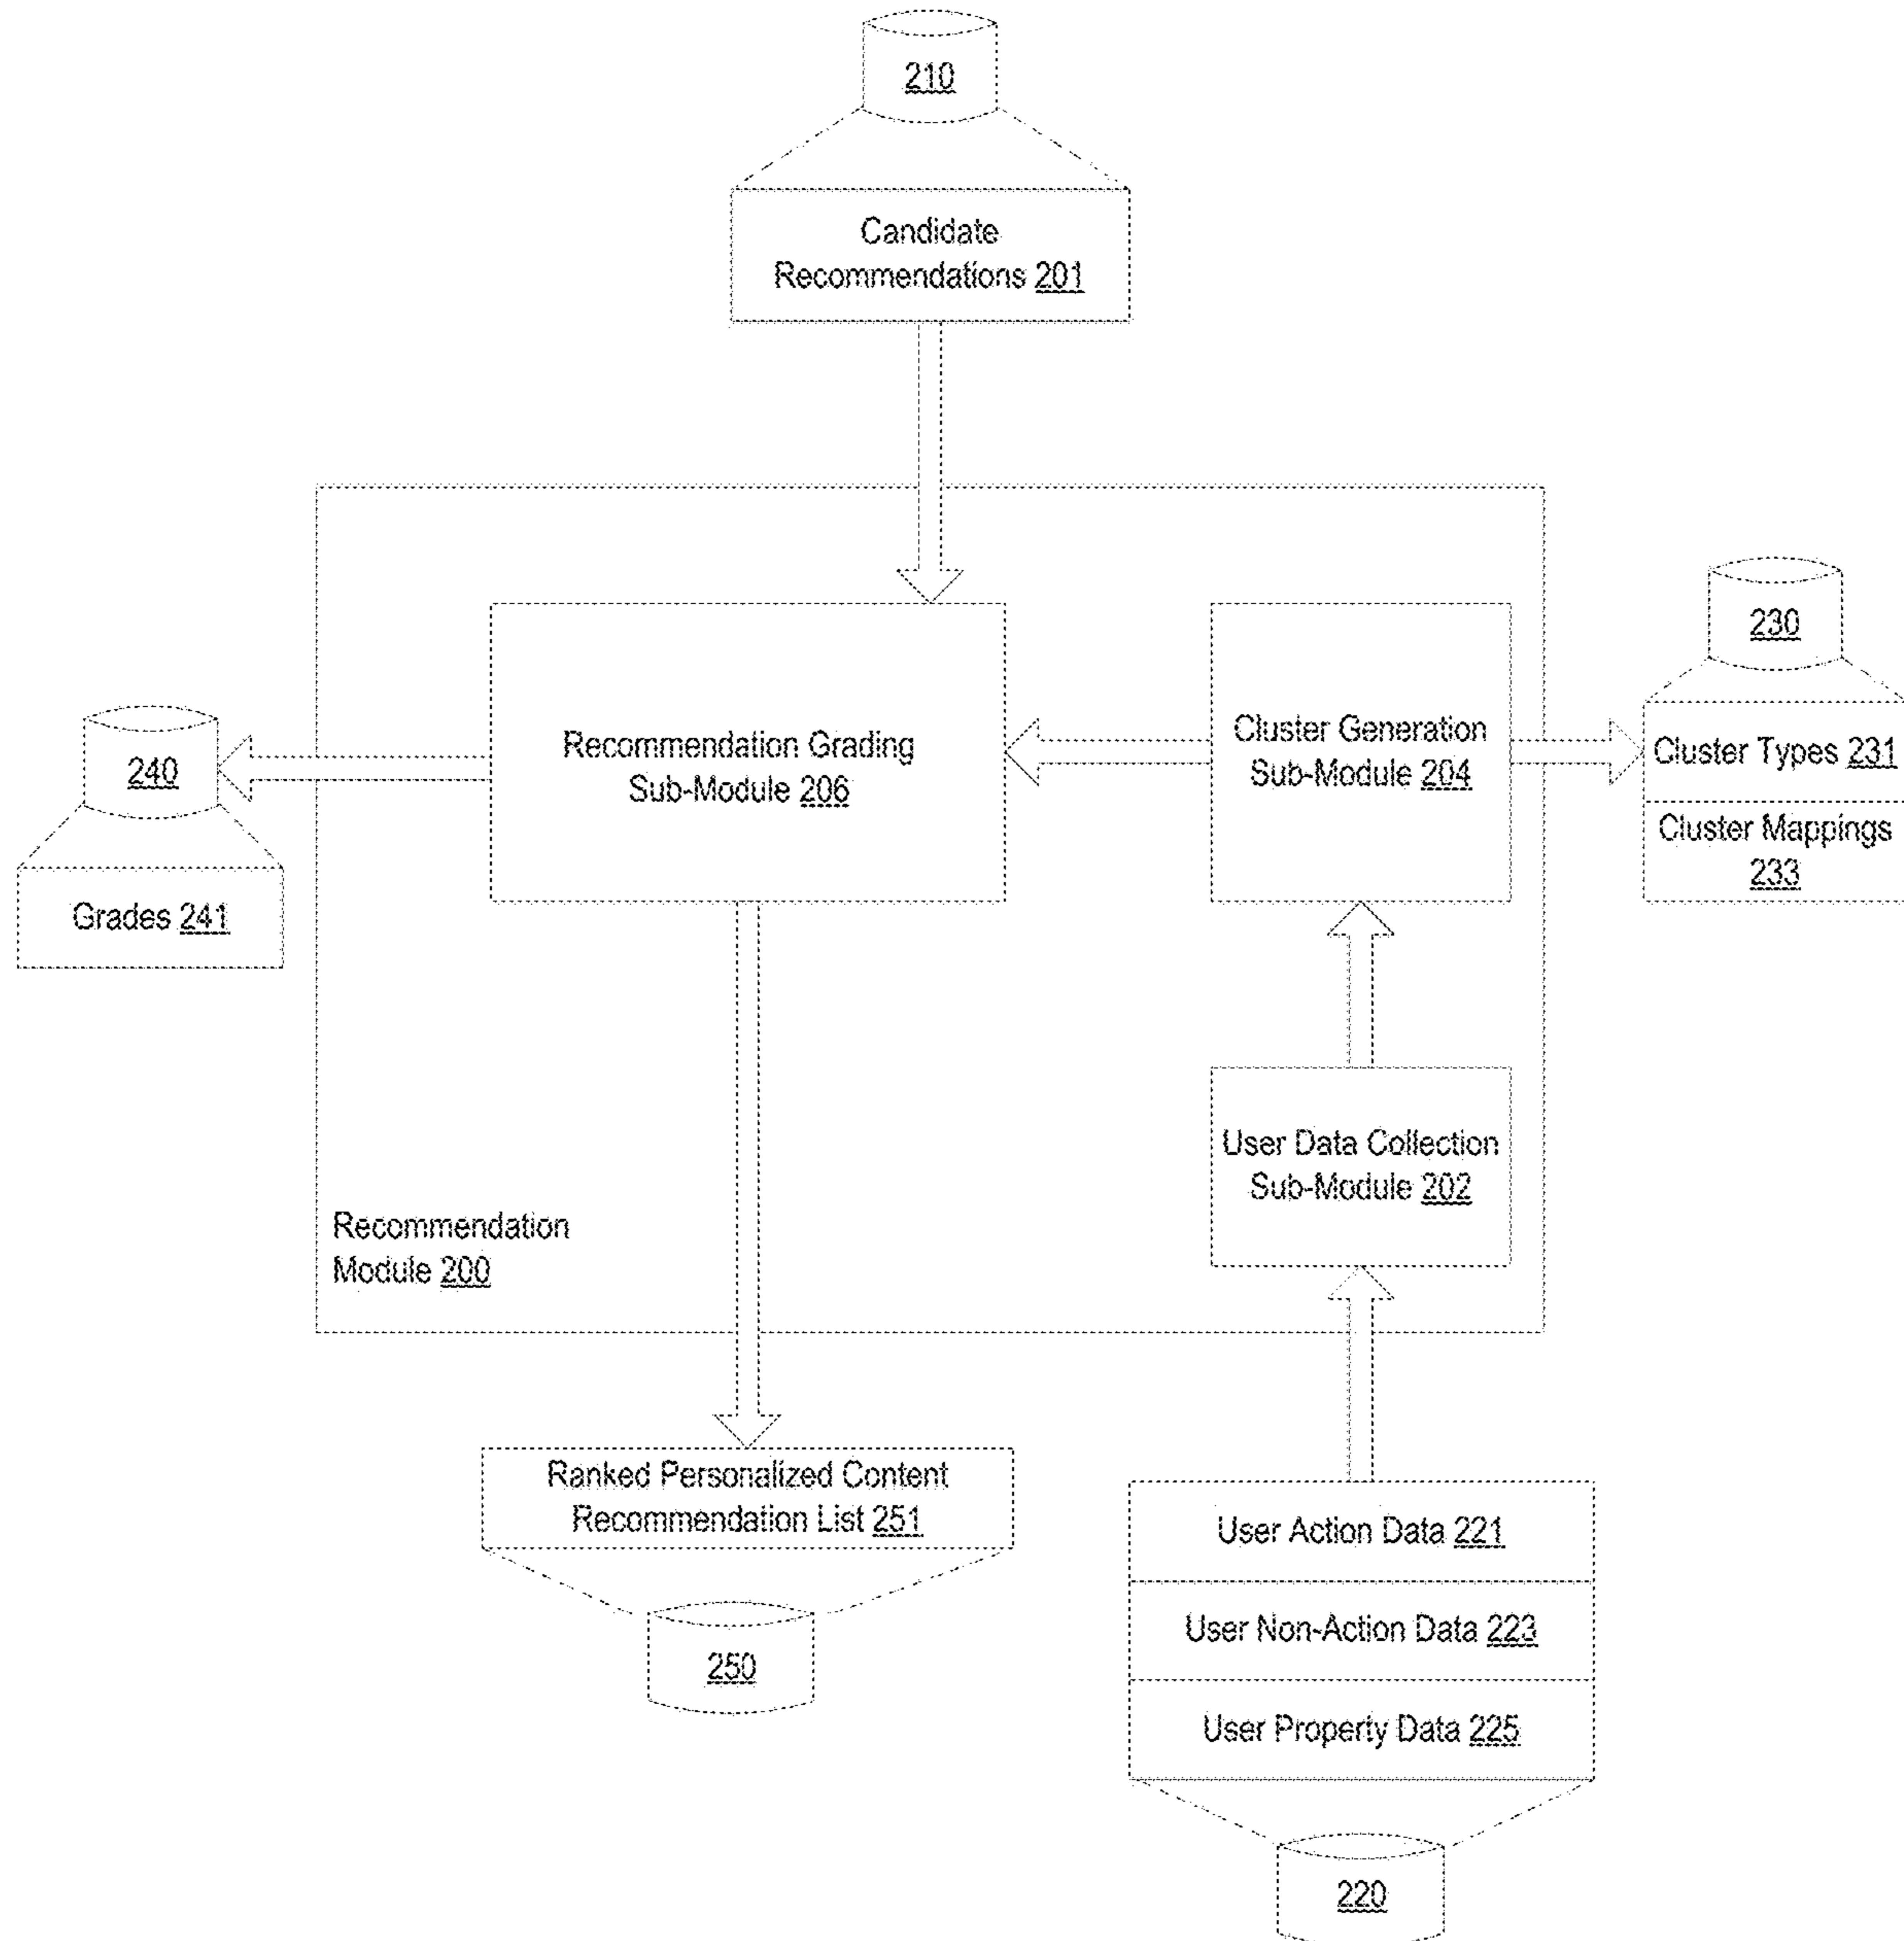 210
Candidate
Recommendations 201
230
Cluster Types 231
Cluster Mappings
233
Cluster Generation
Sub-Module 204
Recommendation Grading
Sub-Module 206
240
Grades 241
User Data Collection
Sub-Module 202
Recommendation
Module 200
Ranked Personalized Content
Recommendation List 251
250
User Action Data 221
User Non-Action Data 223
User Property Data 225
220